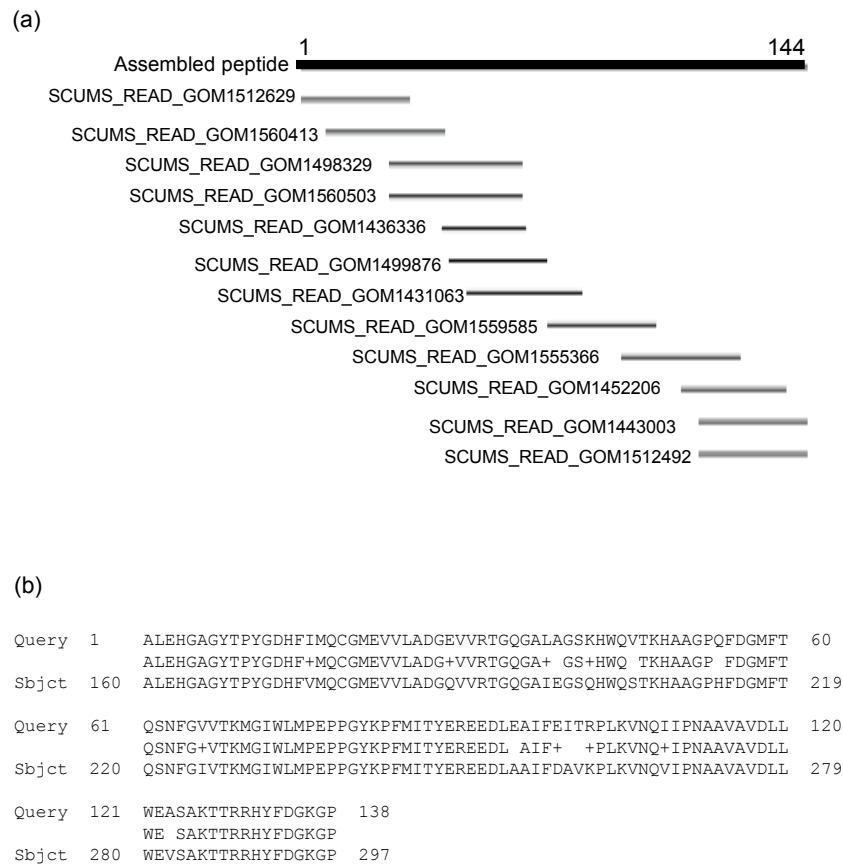 (a)
1 144
Assembled peptide
SCUMS_READ_GOM1512629
SCUMS_READ_GOM1560413
SCUMS_READ_GOM1498329
SCUMS_READ_GOM1560503
SCUMS_READ_GOM1436336
SCUMS_READ_GOM1499876
SCUMS_READ_GOM1431063
SCUMS_READ_GOM1559585
SCUMS_READ_GOM1555366
SCUMS_READ_GOM1452206
SCUMS_READ_GOM1443003
SCUMS_READ_GOM1512492
(b)
Query 1 ALEHGAGYTPYGDHFIMQCGMEVVLADGEVVRTGQGALAGSKHWQVTKHAAGPQFDGMFT 60
ALEHGAGYTPYGDHF+MQCGMEVVLADG+VVRTGQGA+ GS+HWQ TKHAAGP FDGMFT
Sbjct 160 ALEHGAGYTPYGDHFVMQCGMEVVLADGQVVRTGQGAIEGSQHWQSTKHAAGPHFDGMFT 219
Query 61 QSNFGVVTKMGIWLMPEPPGYKPFMITYEREEDLEAIFEITRPLKVNQIIPNAAVAVDLL 120
QSNFG+VTKMGIWLMPEPPGYKPFMITYEREEDL AIF+ +PLKVNQ+IPNAAVAVDLL
Sbjct 220 QSNFGIVTKMGIWLMPEPPGYKPFMITYEREEDLAAIFDAVKPLKVNQVIPNAAVAVDLL 279
Query 121 WEASAKTTRRHYFDGKGP 138
WE SAKTTRRHYFDGKGP
Sbjct 280 WEVSAKTTRRHYFDGKGP 297